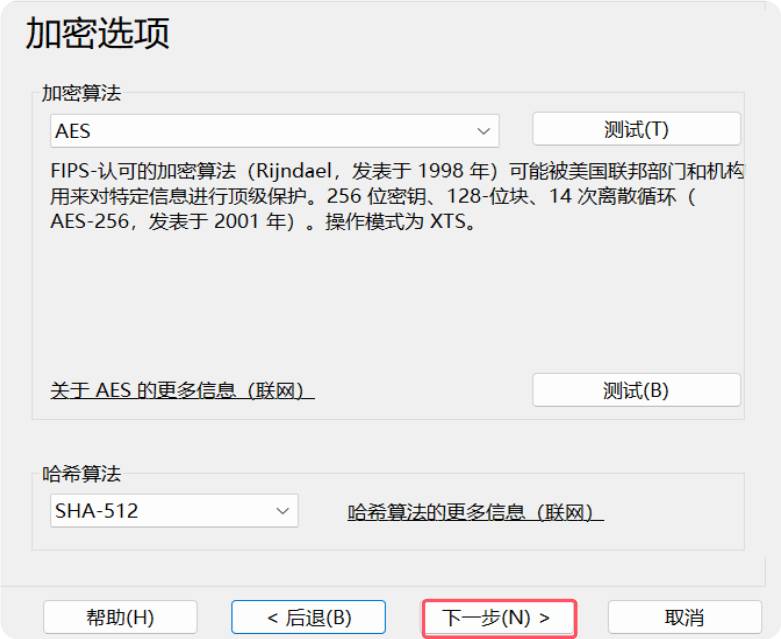 加密选项
加密算法
AES
测试(T)
FIPS-认可的加密算法（Rijndael，发表于 1998 年）可能被美国联邦部门和机构
用来对特定信息进行顶级保护。256 位密钥、128-位块、14 次离散循环（
AES-256，发表于 2001 年）。操作模式为 XTS。
关于 AES 的更多信息（联网）
测试(B)
哈希算法
SHA-512
哈希算法的更多信息（联网）
帮助(H)
< 后退(B)
下一步(N) >
取消